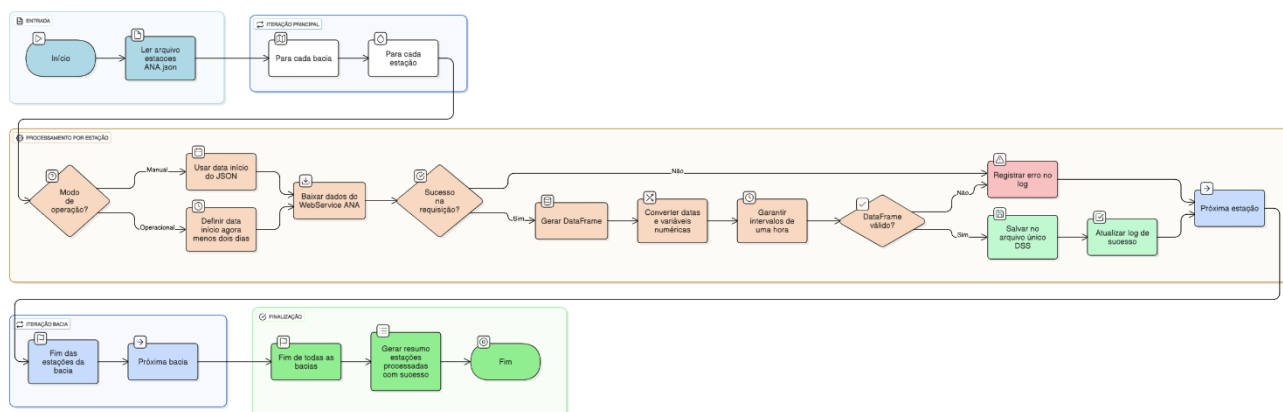 ENTRADA
Início
Ler arquivo
estacoes
ANA.json
ITERAÇÃO PRINCIPAL
Para cada bacia
Para cada
estação
PROCESSAMENTO POR ESTAÇÃO
Modo
de
operação?
Manual
Operacional
Usar data início
do JSON
Definir data
início agora
menos dois dias
Baixar dados do
WebService ANA
Sucesso
na
requisição?
Não
Sim
Gerar DataFrame
Converter datas
e variáveis
numéricas
Garantir
intervalos de
uma hora
DataFrame
válido?
Não
Sim
Registrar erro no
log
Salvar no
arquivo único
DSS
Atualizar log de
sucesso
Próxima estação
ITERAÇÃO BACIA
Fim das
estações da
bacia
Próxima bacia
FINALIZAÇÃO
Fim de todas as
bacias
Gerar resumo
estações
processadas
com sucesso
Fim